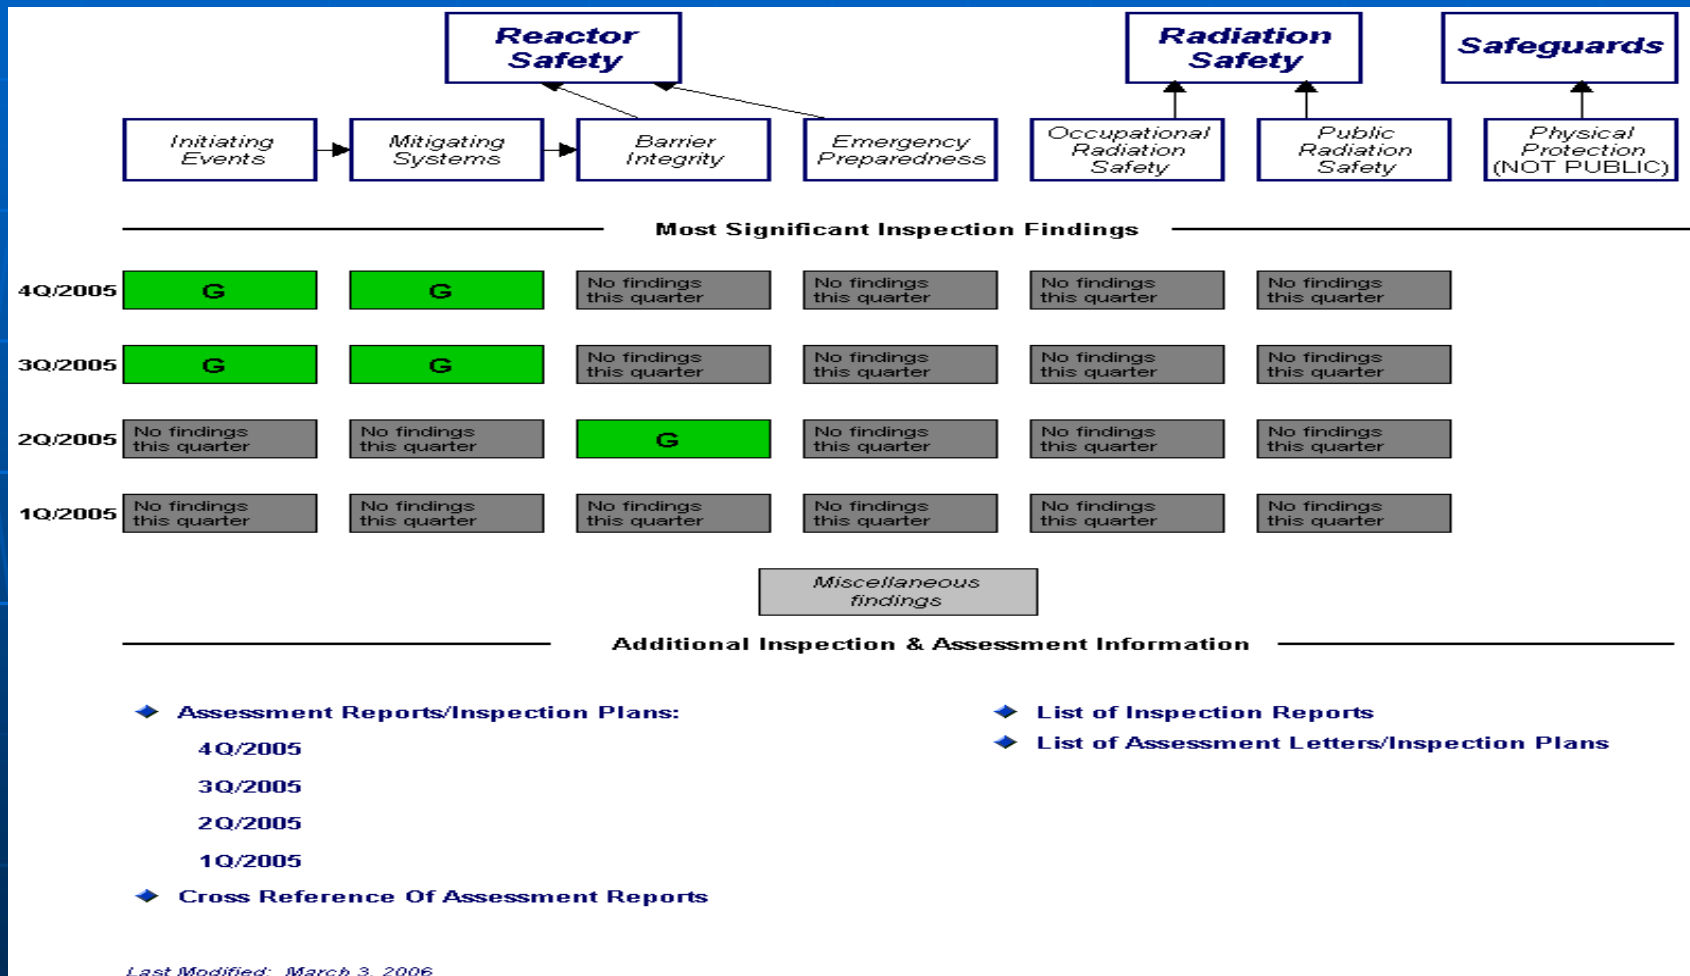 Reactor
Safety
Radiation
Safety
Safeguards
Initiating
Events
Mitigating
Systems
Barrier
Integrity
Emergency
Preparedness
Occupational
Radiation
Safety
Public
Radiation
Safety
Physical
Protection
(NOT PUBLIC)
Most Significant Inspection Findings
4Q/2005
G
G
No findings
this quarter
No findings
this quarter
No findings
this quarter
No findings
this quarter
3Q/2005
G
G
No findings
this quarter
No findings
this quarter
No findings
this quarter
No findings
this quarter
2Q/2005
No findings
this quarter
No findings
this quarter
G
No findings
this quarter
No findings
this quarter
No findings
this quarter
1Q/2005
No findings
this quarter
No findings
this quarter
No findings
this quarter
No findings
this quarter
No findings
this quarter
No findings
this quarter
Miscellaneous
findings
Additional Inspection & Assessment Information
Assessment Reports/Inspection Plans:
4Q/2005
3Q/2005
2Q/2005
1Q/2005
Cross Reference Of Assessment Reports
List of Inspection Reports
List of Assessment Letters/Inspection Plans
Last Modified: March 3, 2006